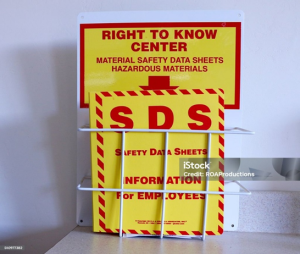 RIGHT TO KNOW
CENTER
MATERIAL SAFETY DATA SHEETS
HAZARDOUS MATERIALS
SDS
SAFETY DATA SHEETS
INFORMATION
FOR EMPLOYEES
iStock
Credit: ROAProductions